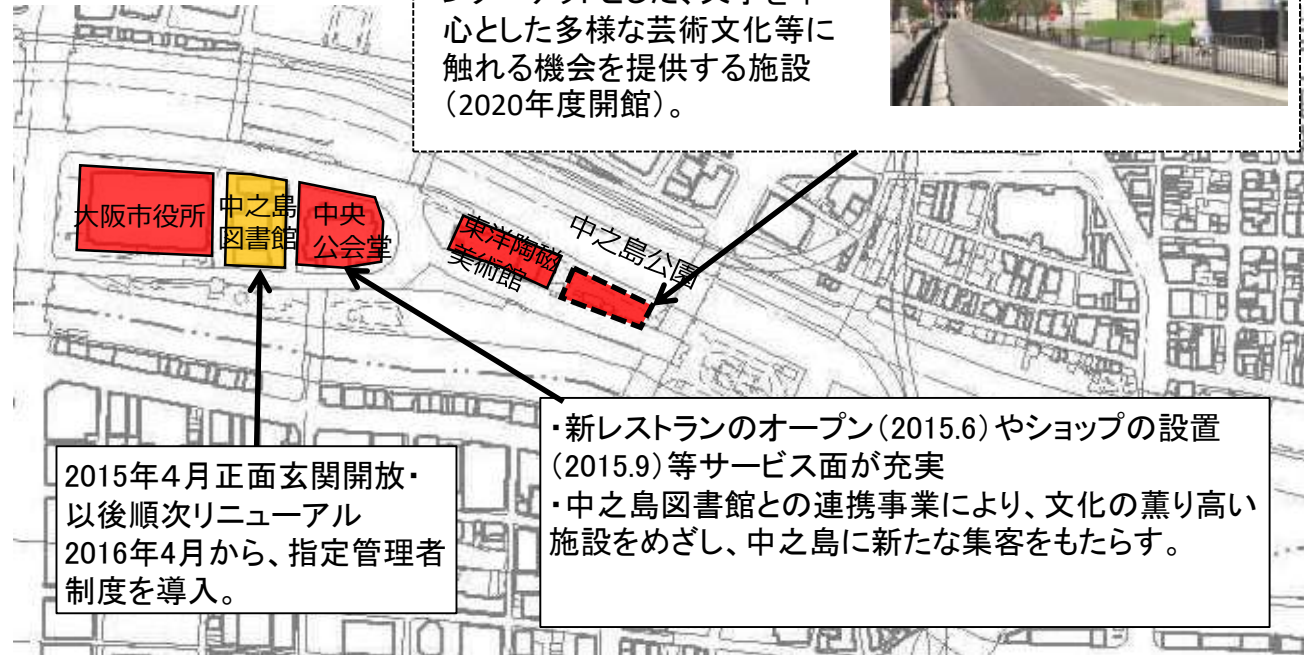 心とした多様な芸術文化等に
触れる機会を提供する施設
（2020年度開館）。
大阪市役所
中之島
図書館
中央
公会堂
東洋陶磁
美術館
中之島公園
2015年４月正面玄関開放・
以後順次リニューアル
2016年4月から、指定管理者
制度を導入。
・新レストランのオープン（2015.6）やショップの設置
（2015.9）等サービス面が充実
・中之島図書館との連携事業により、文化の薫り高い
施設をめざし、中之島に新たな集客をもたらす。